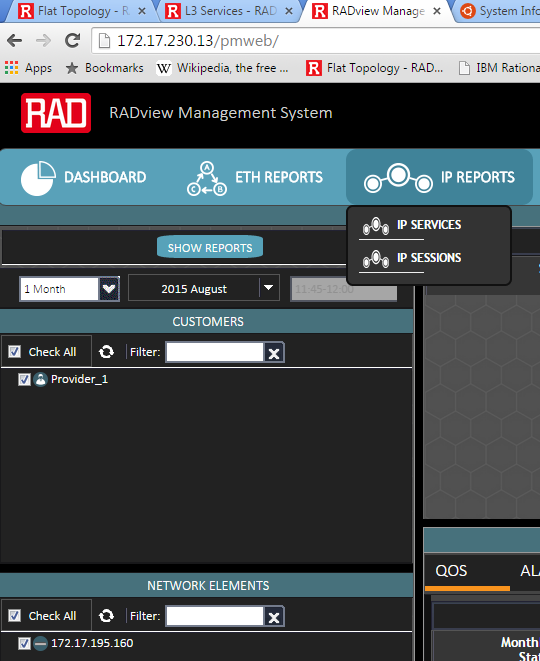 Flat Topology - R
L3 Services - RAD
RADview Manage
System Info
172.17.230.13/pmweb/
Apps
Bookmarks
Wikipedia, the free ...
Flat Topology - RAD...
IBM Rationa
RAD
RADview Management System
DASHBOARD
ETH REPORTS
IP REPORTS
IP SERVICES
IP SESSIONS
SHOW REPORTS
1 Month
2015 August
11:45-12:00
CUSTOMERS
Check All
Filter:
Provider_1
NETWORK ELEMENTS
Check All
Filter:
172.17.195.160
QOS
ALA
Month
Stat